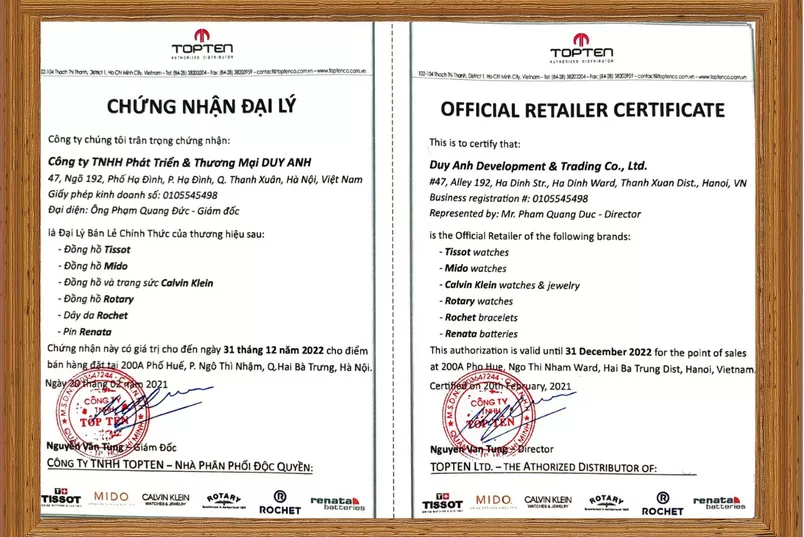 TOPTEN
AUTHORIZED DISTRIBUTOR
02-104 Thach Thi Thanh, District 1, Ho Chi Minh City, Vietnam – Tel: (84-28) 38203204 – Fax: (84-28) 38203959 – contact@toptenco.com.vn – www.toptenco.com.vn
CHỨNG NHẬN ĐẠI LÝ
Công ty chúng tôi trân trọng chứng nhận:
Công ty TNHH Phát Triển & Thương Mại DUY ANH
47, Ngõ 192, Phố Hạ Đình, P. Hạ Đình, Q. Thanh Xuân, Hà Nội, Việt Nam
Giấy phép kinh doanh số: 0105545498
Đại diện: Ông Phạm Quang Đức - Giám đốc
là Đại Lý Bán Lẻ Chính Thức của thương hiệu sau:
- Đồng hồ Tissot
- Đồng hồ Mido
- Đồng hồ và trang sức Calvin Klein
- Đồng hồ Rotary
- Dây da Rochet
- Pin Renata
Chứng nhận này có giá trị cho đến ngày 31 tháng 12 năm 2022 cho điểm
bán hàng đặt tại 200A Phố Huế, P. Ngô Thì Nhậm, Q.Hai Bà Trưng, Hà Nội.
Ngày 20 tháng 02 năm 2021
CÔNG TY
TNHH
TOP TEN
Nguyễn Văn Tùng – Giám Đốc
CÔNG TY TNHH TOPTEN – NHÀ PHÂN PHỐI ĐỘC QUYỀN:
TISSOT
MIDO
CALVIN KLEIN
WATCHES & JEWELRY
ROTARY
ROCHET
renata
batteries
TOPTEN
AUTHORIZED DISTRIBUTOR
102-104 Thach Thi Thanh, District 1, Ho Chi Minh City, Vietnam – Tel: (84-28) 38203204 – Fax: (84-28) 38203959 – contact@toptenco.com.vn – www.toptenco.com.vn
OFFICIAL RETAILER CERTIFICATE
This is to certify that:
Duy Anh Development & Trading Co., Ltd.
#47, Alley 192, Ha Dinh Str., Ha Dinh Ward, Thanh Xuan Dist., Hanoi, VN
Business registration #: 0105545498
Represented by: Mr. Pham Quang Duc - Director
is the Official Retailer of the following brands:
- Tissot watches
- Mido watches
- Calvin Klein watches & jewelry
- Rotary watches
- Rochet bracelets
- Renata batteries
This authorization is valid until 31 December 2022 for the point of sales
at 200A Pho Hue, Ngo Thi Nham Ward, Hai Ba Trung Dist, Hanoi, Vietnam.
Certified on 20th February, 2021
CÔNG TY
TNHH
TOP TEN
Nguyễn Văn Tùng – Director
TOPTEN LTD. – THE ATHORIZED DISTRIBUTOR OF:
TISSOT
MIDO
CALVIN KLEIN
WATCHES & JEWELRY
ROTARY
ROCHET
renata
batteries